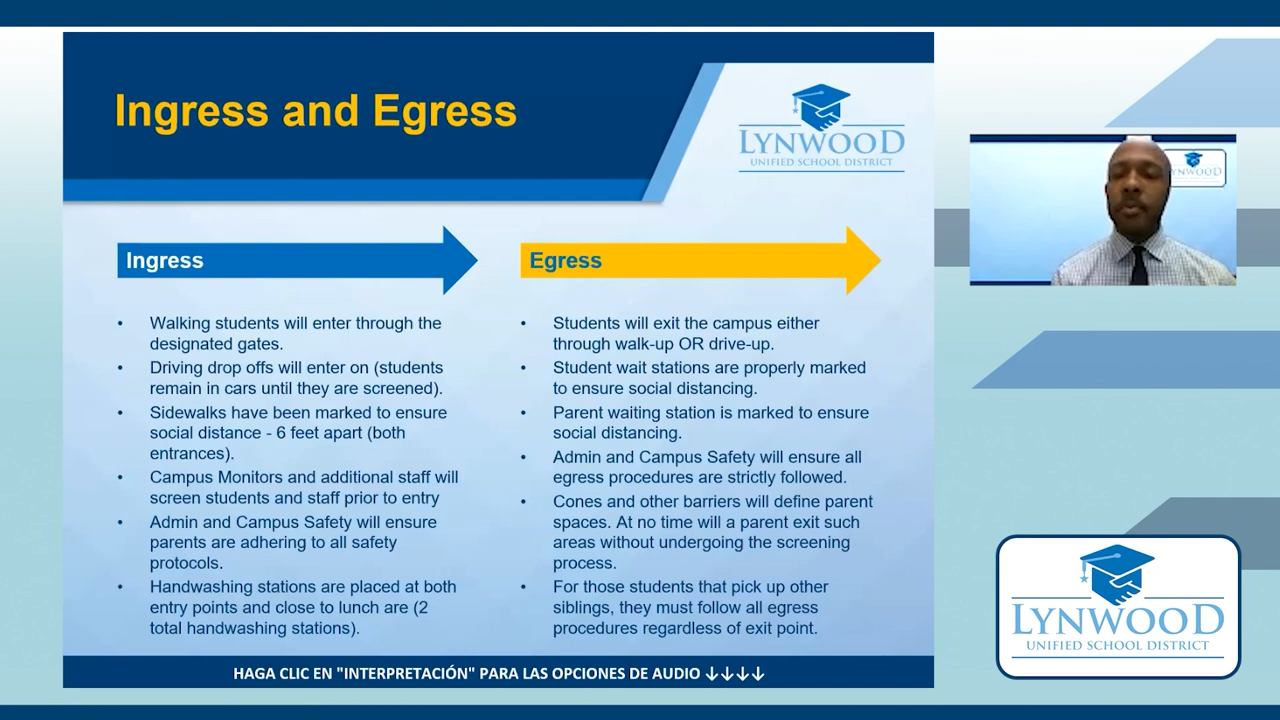 Ingress and Egress
LYNWOOD
UNIFIED SCHOOL DISTRICT
Ingress
• Walking students will enter through the
designated gates.
• Driving drop offs will enter on (students
remain in cars until they are screened).
• Sidewalks have been marked to ensure
social distance - 6 feet apart (both
entrances).
• Campus Monitors and additional staff will
screen students and staff prior to entry
• Admin and Campus Safety will ensure
parents are adhering to all safety
protocols.
• Handwashing stations are placed at both
entry points and close to lunch are (2
total handwashing stations).
Egress
• Students will exit the campus either
through walk-up OR drive-up.
• Student wait stations are properly marked
to ensure social distancing.
• Parent waiting station is marked to ensure
social distancing.
• Admin and Campus Safety will ensure all
egress procedures are strictly followed.
• Cones and other barriers will define parent
spaces. At no time will a parent exit such
areas without undergoing the screening
process.
• For those students that pick up other
siblings, they must follow all egress
procedures regardless of exit point.
HAGA CLIC EN "INTERPRETACIÓN" PARA LAS OPCIONES DE AUDIO ↓↓↓↓
YNWOOD
LYNWOOD
UNIFIED SCHOOL DISTRICT